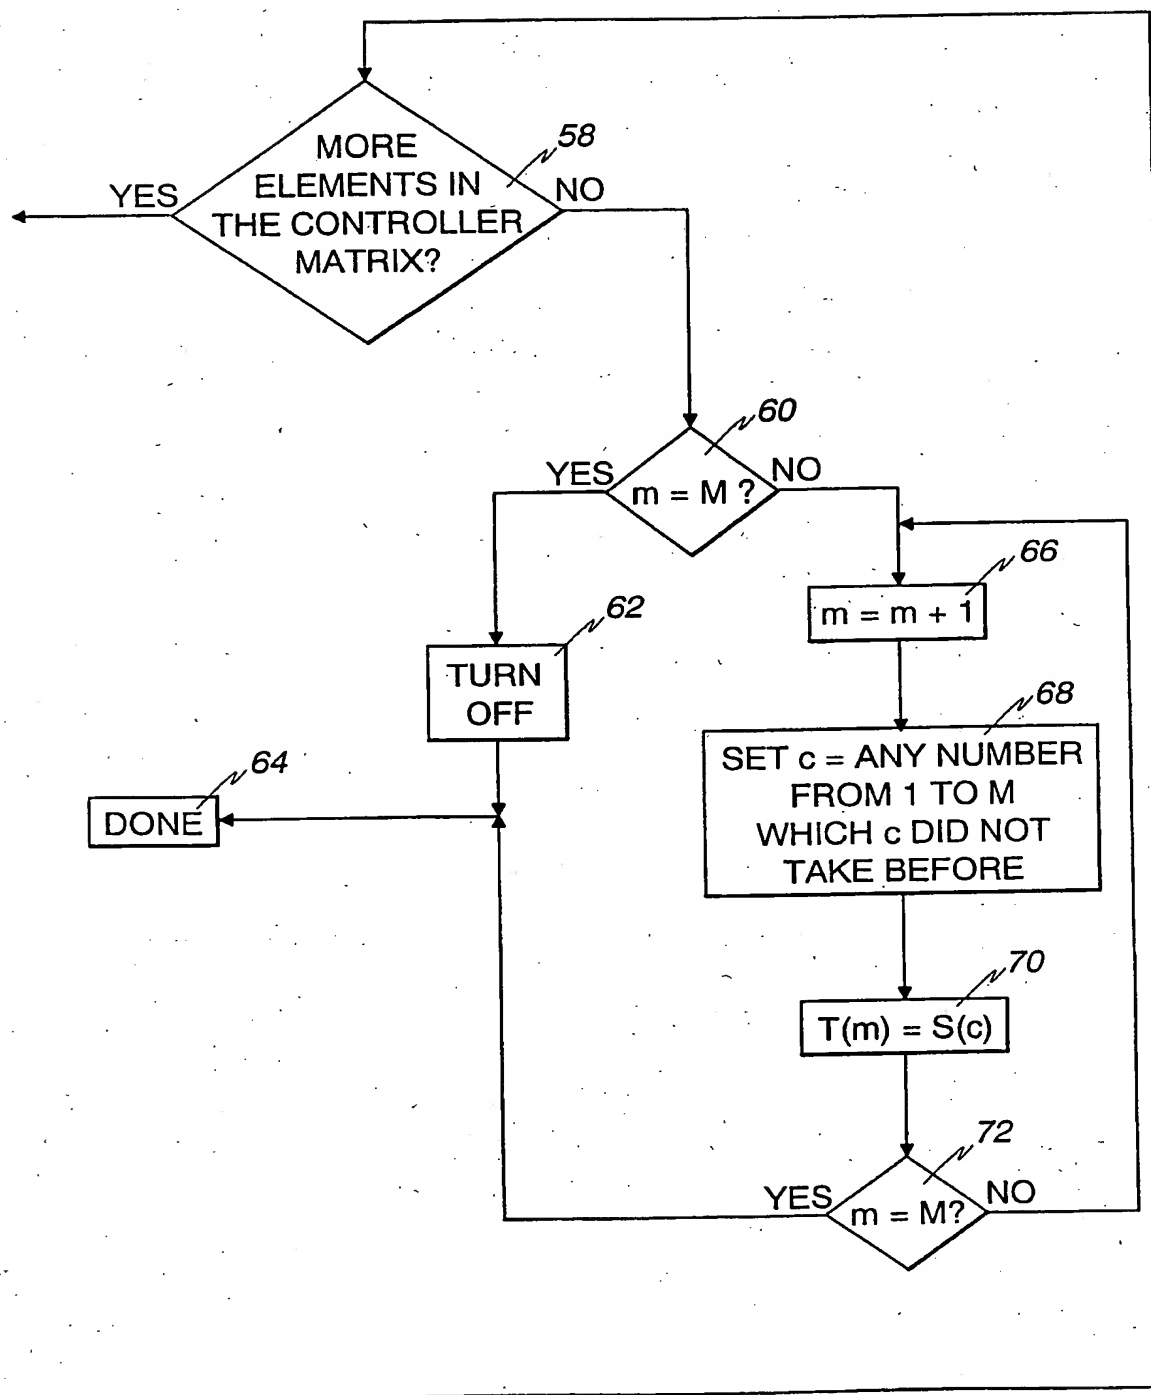 58
MORE
ELEMENTS IN
THE CONTROLLER
MATRIX?
YES
NO
60
m = M ?
YES
NO
66
m = m + 1
62
TURN
OFF
68
SET c = ANY NUMBER
FROM 1 TO M
WHICH c DID NOT
TAKE BEFORE
64
DONE
70
T(m) = S(c)
72
m = M?
YES
NO